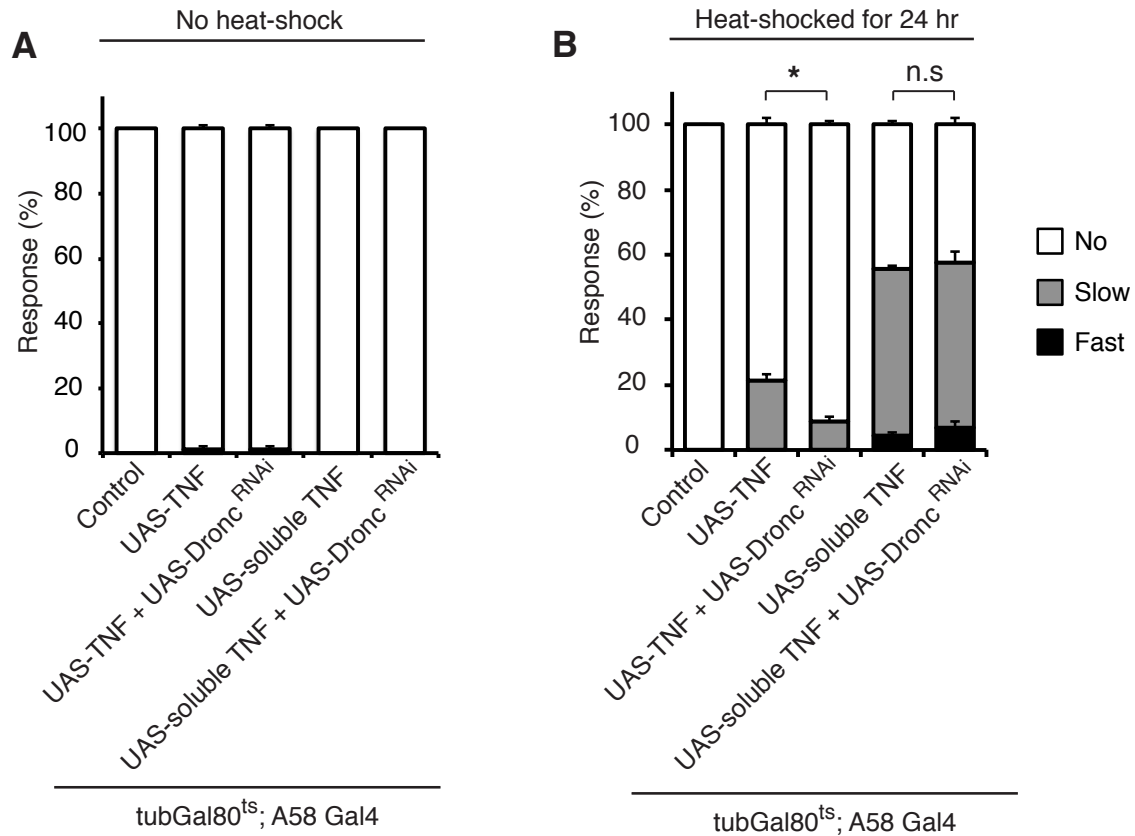 A
No heat-shock
Response (%)
100
80
60
40
20
0
Control
UAS-TNF
UAS-TNF + UAS-Dronc RNAi
UAS-soluble TNF
UAS-soluble TNF + UAS-Dronc RNAi
tubGal80ts; A58 Gal4
B
Heat-shocked for 24 hr
*
n.s
Response (%)
100
80
60
40
20
0
Control
UAS-TNF
UAS-TNF + UAS-Dronc RNAi
UAS-soluble TNF
UAS-soluble TNF + UAS-Dronc RNAi
tubGal80ts; A58 Gal4
No
Slow
Fast